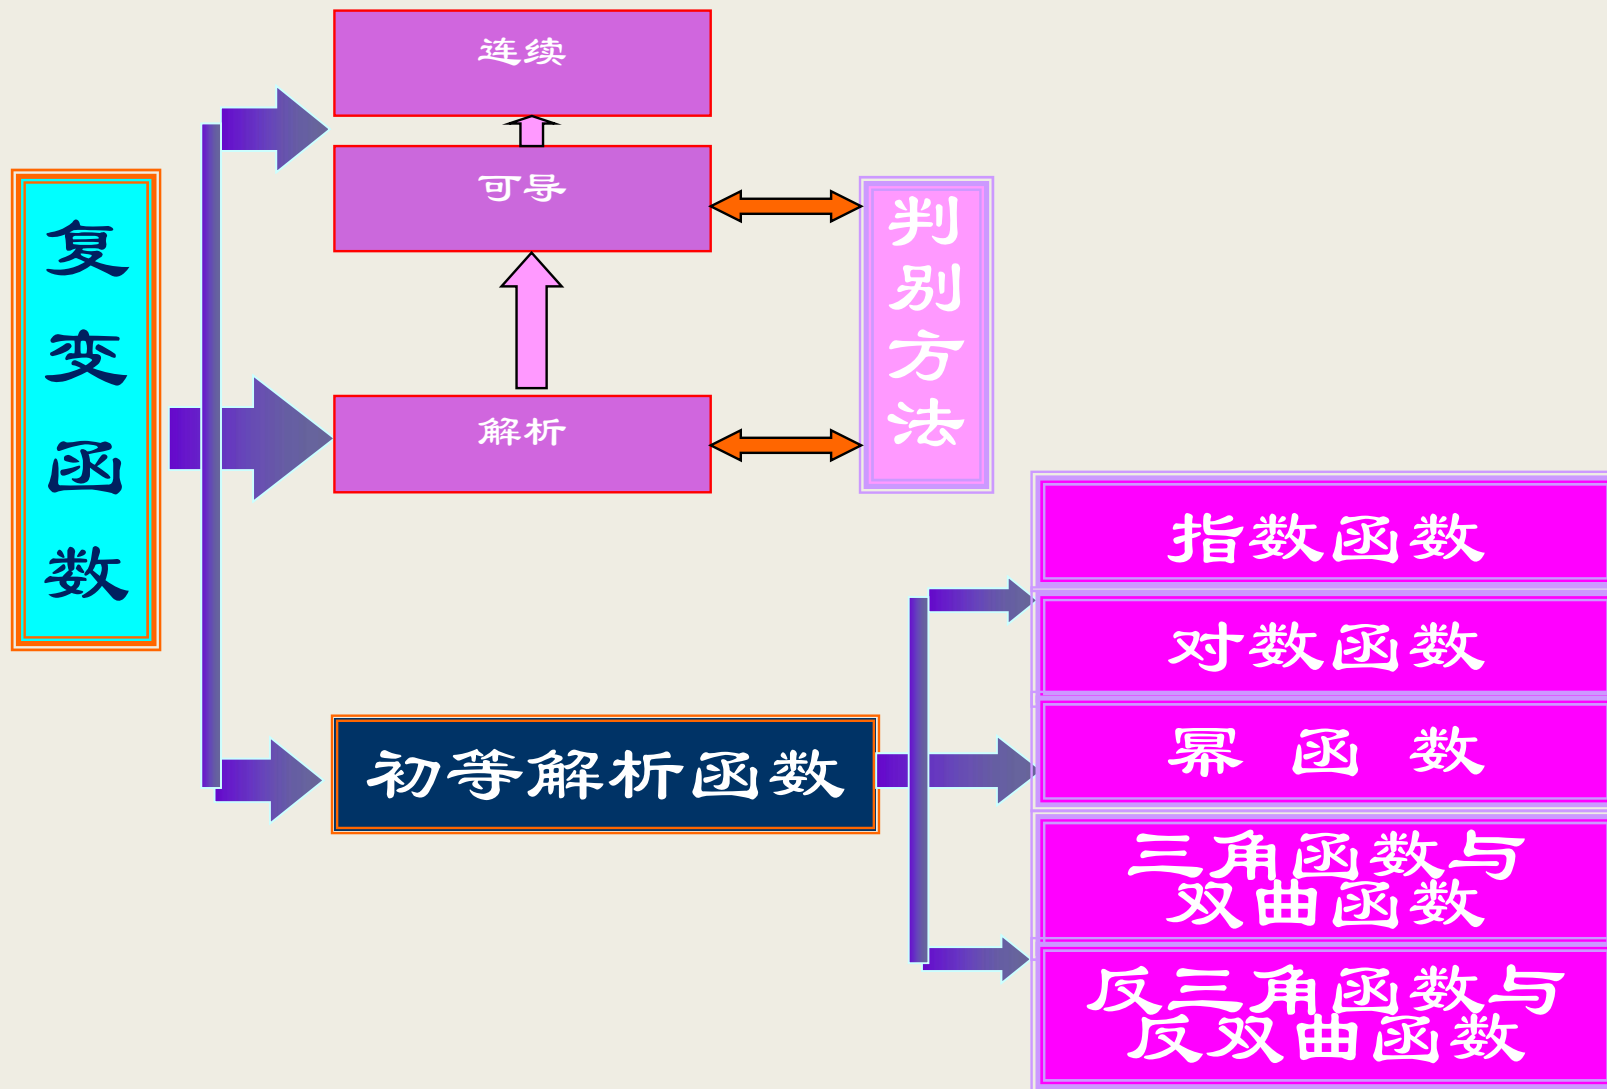 复变函数
连续
可导
解析
判别方法
初等解析函数
指数函数
对数函数
幂 函 数
三角函数与
双曲函数
反三角函数与
反双曲函数